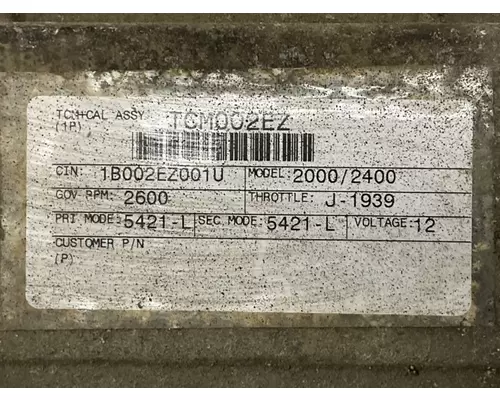 TCM+CAL ASSY TCM002EZ
(1P)
CIN: 1B002EZ001U MODEL: 2000/2400
GOV RPM: 2600 THROTTLE: J-1939
PRI MODE: 5421-L SEC MODE: 5421-L VOLTAGE: 12
CUSTOMER P/N
(P)